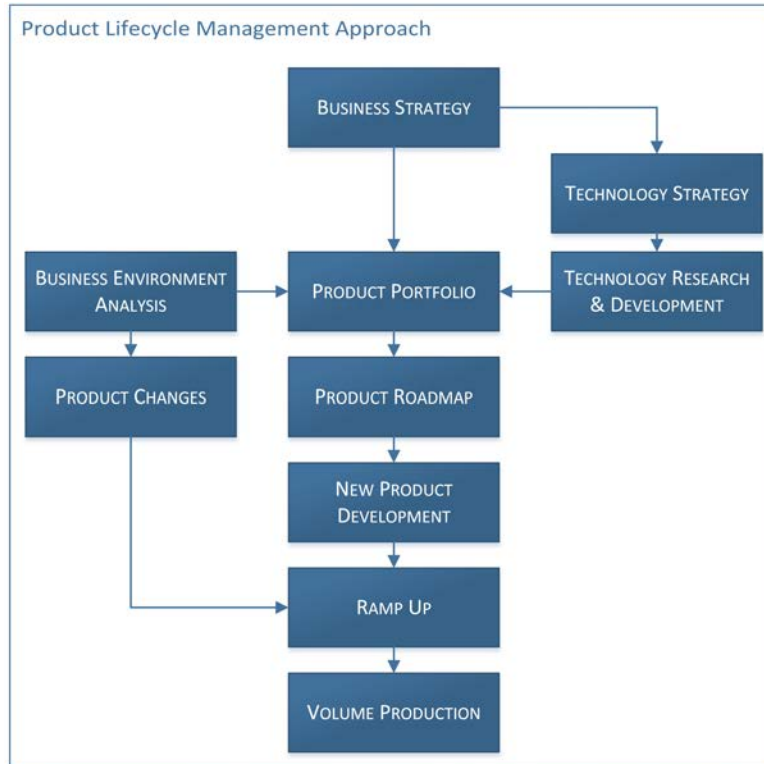 Product Lifecycle Management Approach
BUSINESS STRATEGY
TECHNOLOGY STRATEGY
BUSINESS ENVIRONMENT
ANALYSIS
PRODUCT PORTFOLIO
TECHNOLOGY RESEARCH
& DEVELOPMENT
PRODUCT CHANGES
PRODUCT ROADMAP
NEW PRODUCT
DEVELOPMENT
RAMP UP
VOLUME PRODUCTION